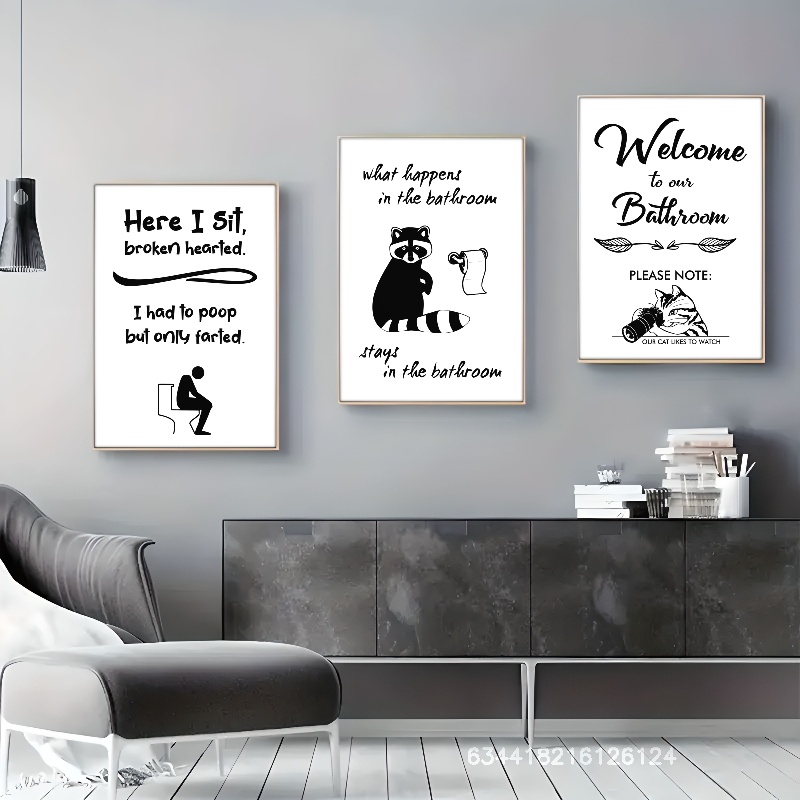 Here I Sit,
broken hearted.
I had to poop
but only farted.
what happens
in the bathroom
stays
in the bathroom
Welcome
to our
Bathroom
PLEASE NOTE:
OUR CAT LIKES TO WATCH
634418216126124